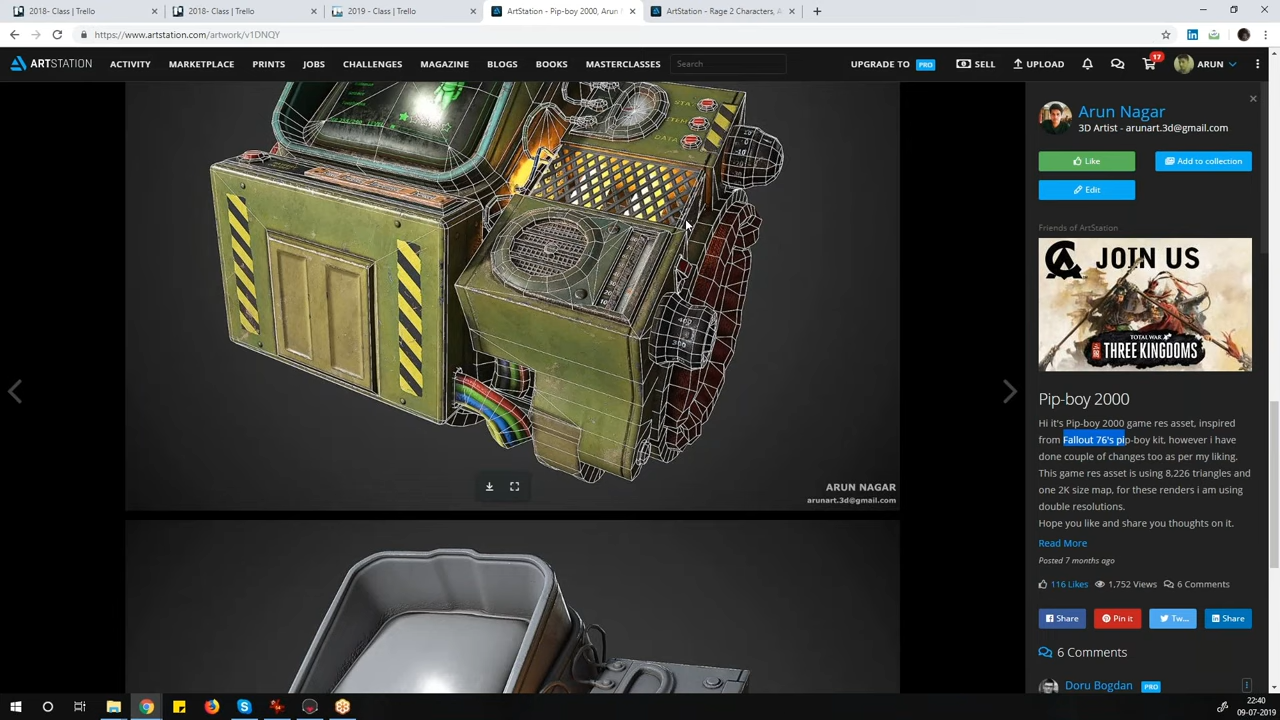 2018- Class | Trello
2018- Class | Trello
2019 - Class | Trello
ArtStation - Pip-boy 2000, Arun N
ArtStation - Rage 2 Characters, A
https://www.artstation.com/artwork/v1DNQY
ARTSTATION
ACTIVITY
MARKETPLACE
PRINTS
JOBS
CHALLENGES
MAGAZINE
BLOGS
BOOKS
MASTERCLASSES
Search
UPGRADE TO PRO
SELL
UPLOAD
17
ARUN
STA
ITEM
DATA
ARUN NAGAR
arunart.3d@gmail.com
Arun Nagar
3D Artist - arunart.3d@gmail.com
Like
Add to collection
Edit
Friends of ArtStation
JOIN US
TOTAL WAR
THREE KINGDOMS
Pip-boy 2000
Hi it's Pip-boy 2000 game res asset, inspired
from Fallout 76's pip-boy kit, however i have
done couple of changes too as per my liking.
This game res asset is using 8,226 triangles and
one 2K size map, for these renders i am using
double resolutions.
Hope you like and share you thoughts on it.
Read More
Posted 7 months ago
116 Likes
1,752 Views
6 Comments
Share
Pin it
Tw...
Share
6 Comments
Doru Bogdan PRO
22:40
09-07-2019